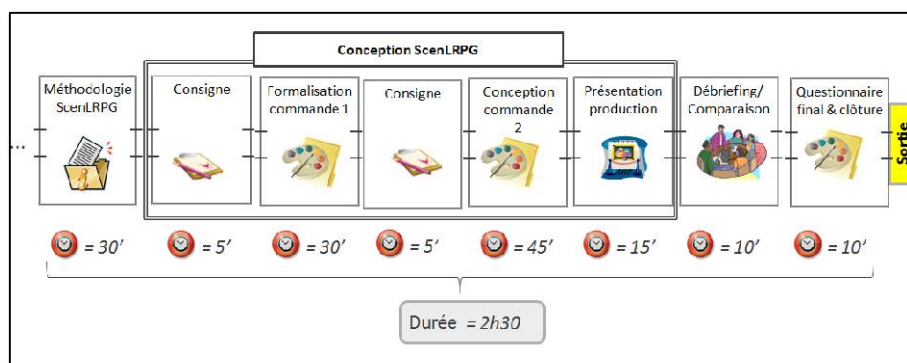 Conception ScenLRPG
Méthodologie
ScenLRPG
Consigne
Formalisation
commande 1
Consigne
Conception
commande
2
Présentation
production
Débriefing/
Comparaison
Questionnaire
final & clôture
...
Sortie
= 30’
= 5’
= 30’
= 5’
= 45’
= 15’
= 10’
= 10’
Durée = 2h30